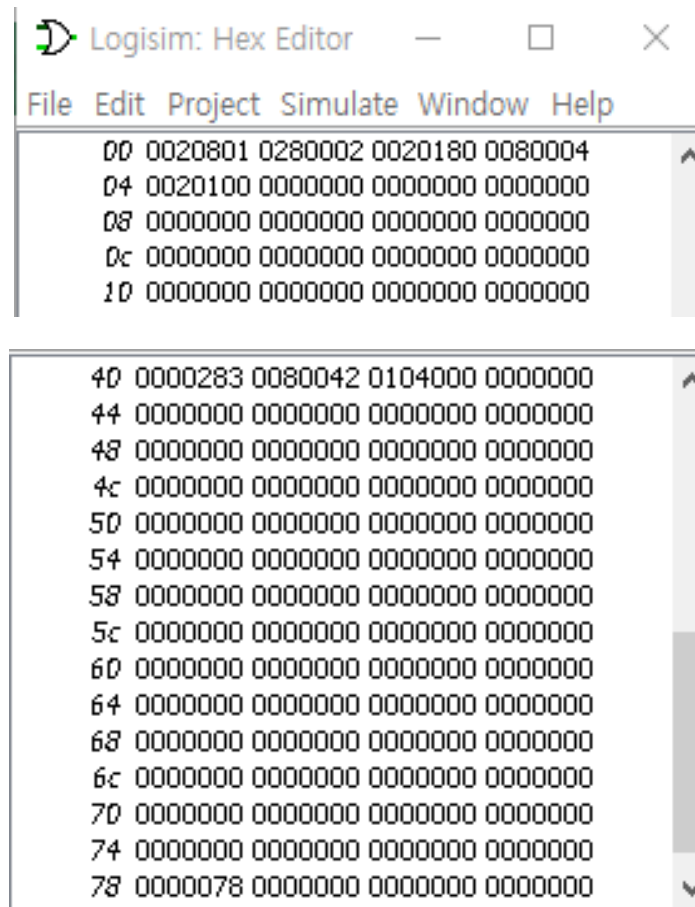 Logisim: Hex Editor
File Edit Project Simulate Window Help
00 0020801 0280002 0020180 0080004
04 0020100 0000000 0000000 0000000
08 0000000 0000000 0000000 0000000
0c 0000000 0000000 0000000 0000000
10 0000000 0000000 0000000 0000000
40 0000283 0080042 0104000 0000000
44 0000000 0000000 0000000 0000000
48 0000000 0000000 0000000 0000000
4c 0000000 0000000 0000000 0000000
50 0000000 0000000 0000000 0000000
54 0000000 0000000 0000000 0000000
58 0000000 0000000 0000000 0000000
5c 0000000 0000000 0000000 0000000
60 0000000 0000000 0000000 0000000
64 0000000 0000000 0000000 0000000
68 0000000 0000000 0000000 0000000
6c 0000000 0000000 0000000 0000000
70 0000000 0000000 0000000 0000000
74 0000000 0000000 0000000 0000000
78 0000078 0000000 0000000 0000000